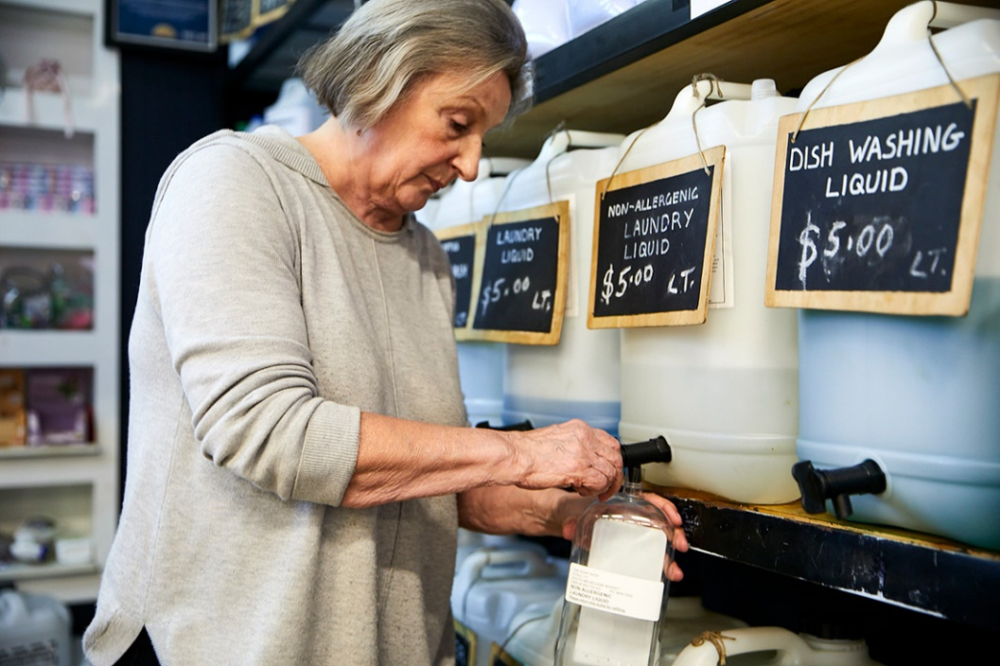 LAUNDRY
LIQUID
$5.00
LT.
NON-ALLERGENIC
LAUNDRY
LIQUID
$5.00 LT.
DISH WASHING
LIQUID
$5.00
LT.
NON-ALLERGENIC
LAUNDRY LIQUID